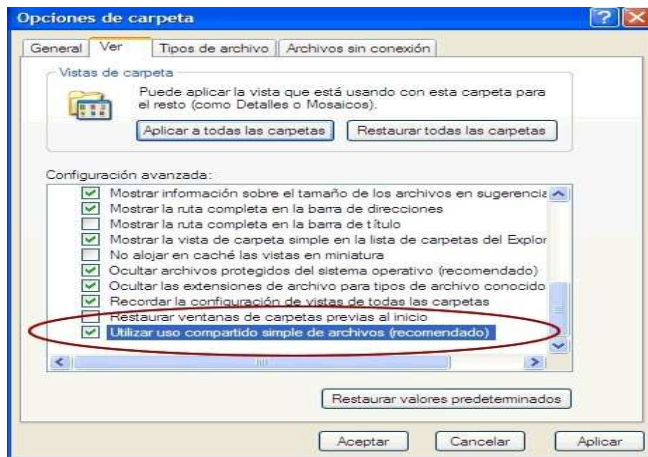 Opciones de carpeta
General Ver Tipos de archivo Archivos sin conexión
Vistas de carpeta
Puede aplicar la vista que está usando con esta carpeta para
el resto (como Detalles o Mosaicos).
Aplicar a todas las carpetas Restaurar todas las carpetas
Configuración avanzada:
Mostrar información sobre el tamaño de los archivos en sugerencia
Mostrar la ruta completa en la barra de direcciones
Mostrar la ruta completa en la barra de título
Mostrar la vista de carpeta simple en la lista de carpetas del Explor
No alojar en caché las vistas en miniatura
Ocultar archivos protegidos del sistema operativo (recomendado)
Ocultar las extensiones de archivo para tipos de archivo conocido
Recordar la configuración de vistas de todas las carpetas
Restaurar ventanas de carpetas previas al inicio
Utilizar uso compartido simple de archivos (recomendado)
Restaurar valores predeterminados
Aceptar Cancelar Aplicar